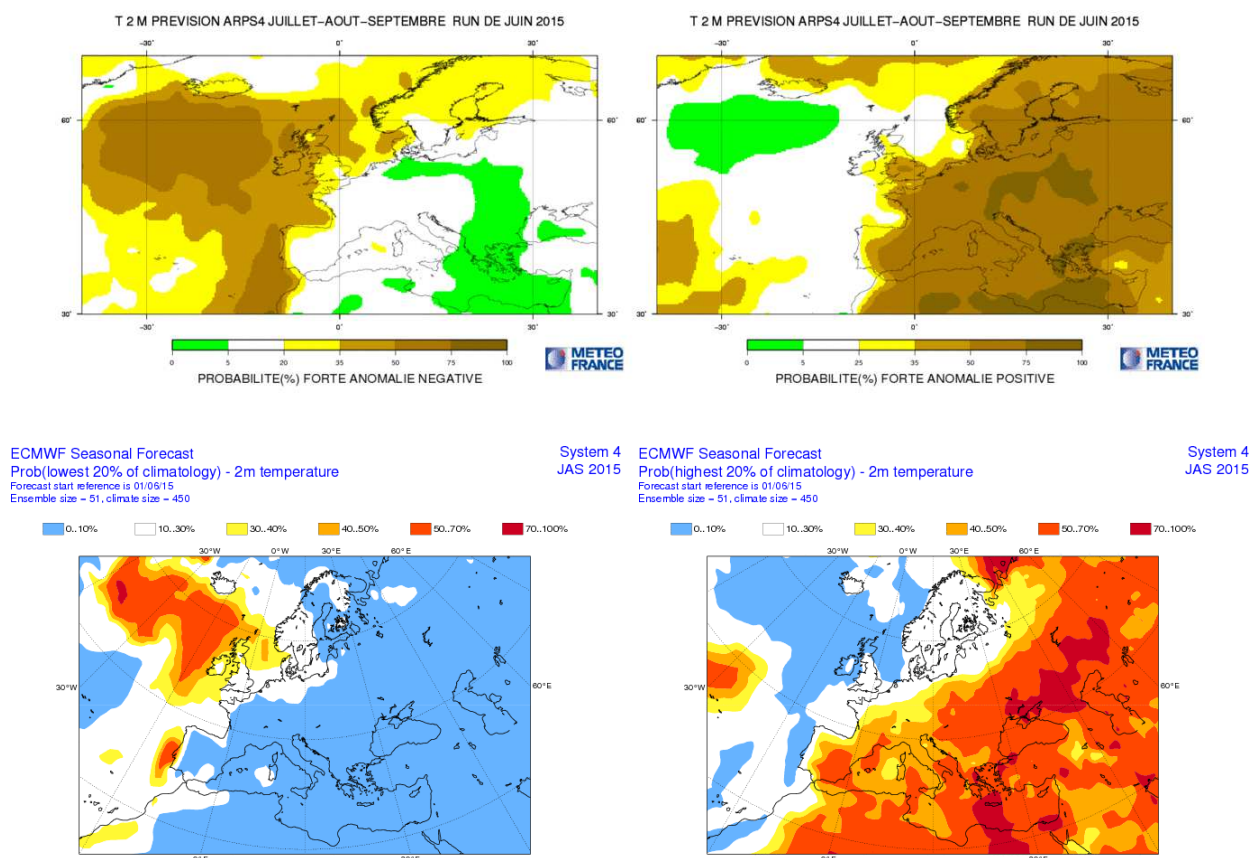 T 2 M PREVISION ARPS4 JUILLET-AOUT-SEPTEMBRE RUN DE JUIN 2015
-30° 0° 30°
60° 60°
30° 30°
-30° 0° 30°
0 5 20 35 50 75 100
PROBABILITE(%) FORTE ANOMALIE NEGATIVE
METEO
FRANCE
T 2 M PREVISION ARPS4 JUILLET-AOUT-SEPTEMBRE RUN DE JUIN 2015
-30° 0° 30°
60° 60°
30° 30°
-30° 0° 30°
0 5 25 35 50 75 100
PROBABILITE(%) FORTE ANOMALIE POSITIVE
METEO
FRANCE
ECMWF Seasonal Forecast System 4
Prob(lowest 20% of climatology) - 2m temperature JAS 2015
Forecast start reference is 01/06/15
Ensemble size = 51, climate size = 450
0..10% 10..30% 30..40% 40..50% 50..70% 70..100%
30°W 0°W 30°E 60°E
30°W 60°E
ECMWF Seasonal Forecast System 4
Prob(highest 20% of climatology) - 2m temperature JAS 2015
Forecast start reference is 01/06/15
Ensemble size = 51, climate size = 450
0..10% 10..30% 30..40% 40..50% 50..70% 70..100%
30°W 0°W 30°E 60°E
30°W 60°E